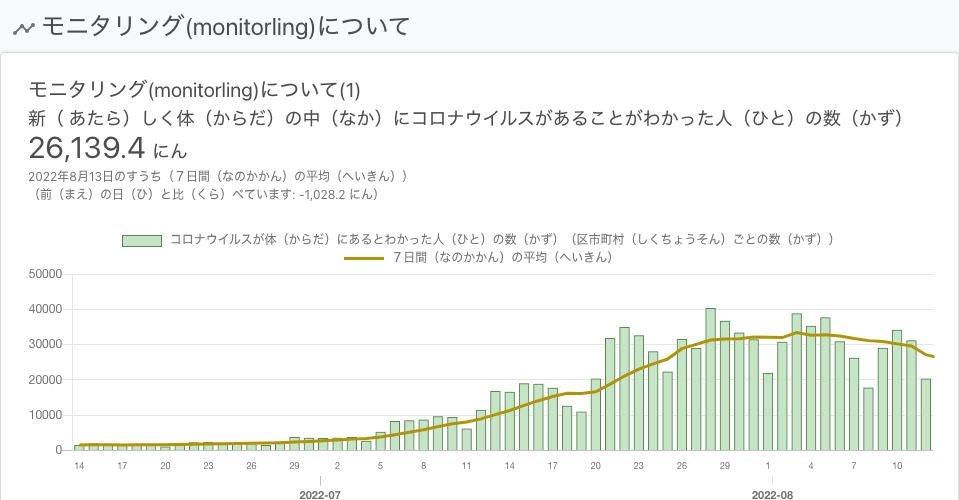 モニタリング(monitorling)について
モニタリング(monitorling)について(1)
新（ あたら）しく体（からだ）の中（なか）にコロナウイルスがあることがわかった人（ひと）の数（かず）
26,139.4 にん
2022年8月13日のすうち（７日間（なのかかん）の平均（へいきん））
（前（まえ）の日（ひ）と比（くら）べています: -1,028.2 にん）
コロナウイルスが体（からだ）にあるとわかった人（ひと）の数（かず）（区市町村（しくちょうそん）ごとの数（かず））
７日間（なのかかん）の平均（へいきん）
50000
40000
30000
20000
10000
0
14 17 20 23 26 29 2 5 8 11 14 17 20 23 26 29 1 4 7 10
2022-07 2022-08